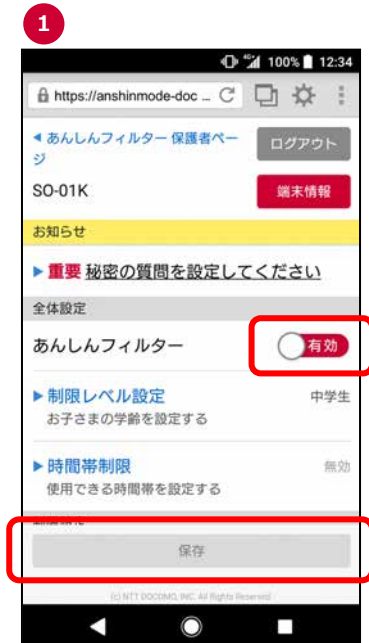 1
4G 100% 12:34
https://anshinmode-doc ...
◀ あんしんフィルター 保護者ペー
ジ
ログアウト
SO-01K
端末情報
お知らせ
▶ 重要 秘密の質問を設定してください
全体設定
あんしんフィルター
有効
▶ 制限レベル設定
中学生
お子さまの学齢を設定する
▶ 時間帯制限
無効
使用できる時間帯を設定する
保存
(c) NTT DOCOMO, INC. All Rights Reserved